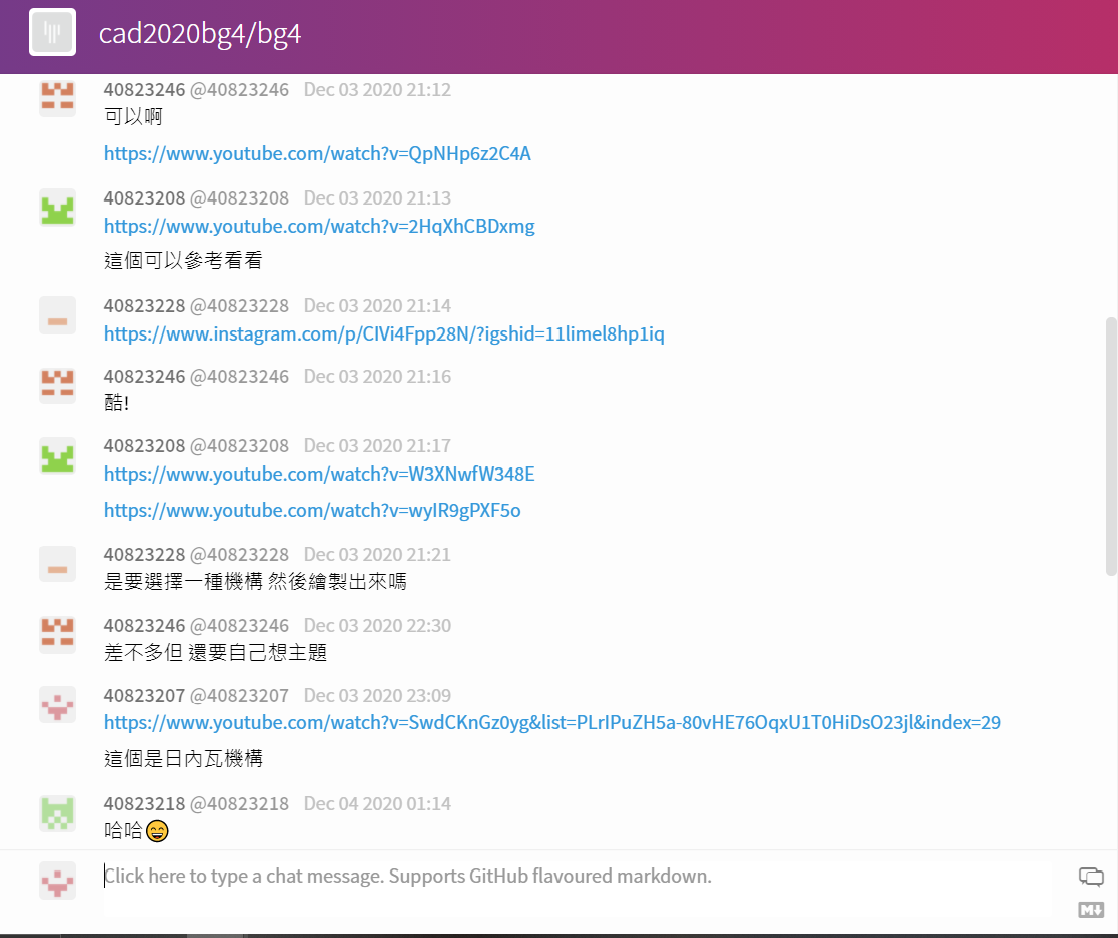 cad2020bg4/bg4
40823246 @40823246 Dec 03 2020 21:12
可以啊
https://www.youtube.com/watch?v=QpNHp6z2C4A
40823208 @40823208 Dec 03 2020 21:13
https://www.youtube.com/watch?v=2HqXhCBDxmg
這個可以參考看看
40823228 @40823228 Dec 03 2020 21:14
https://www.instagram.com/p/CIVi4Fpp28N/?igshid=11limel8hp1iq
40823246 @40823246 Dec 03 2020 21:16
酷!
40823208 @40823208 Dec 03 2020 21:17
https://www.youtube.com/watch?v=W3XNwfW348E
https://www.youtube.com/watch?v=wyIR9gPXF5o
40823228 @40823228 Dec 03 2020 21:21
是要選擇一種機構 然後繪製出來嗎
40823246 @40823246 Dec 03 2020 22:30
差不多但 還要自己想主題
40823207 @40823207 Dec 03 2020 23:09
https://www.youtube.com/watch?v=SwdCKnGz0yg&list=PLrIPuZH5a-80vHE76OqxU1T0HiDsO23jl&index=29
這個是日內瓦機構
40823218 @40823218 Dec 04 2020 01:14
哈哈😄
Click here to type a chat message. Supports GitHub flavoured markdown.
M